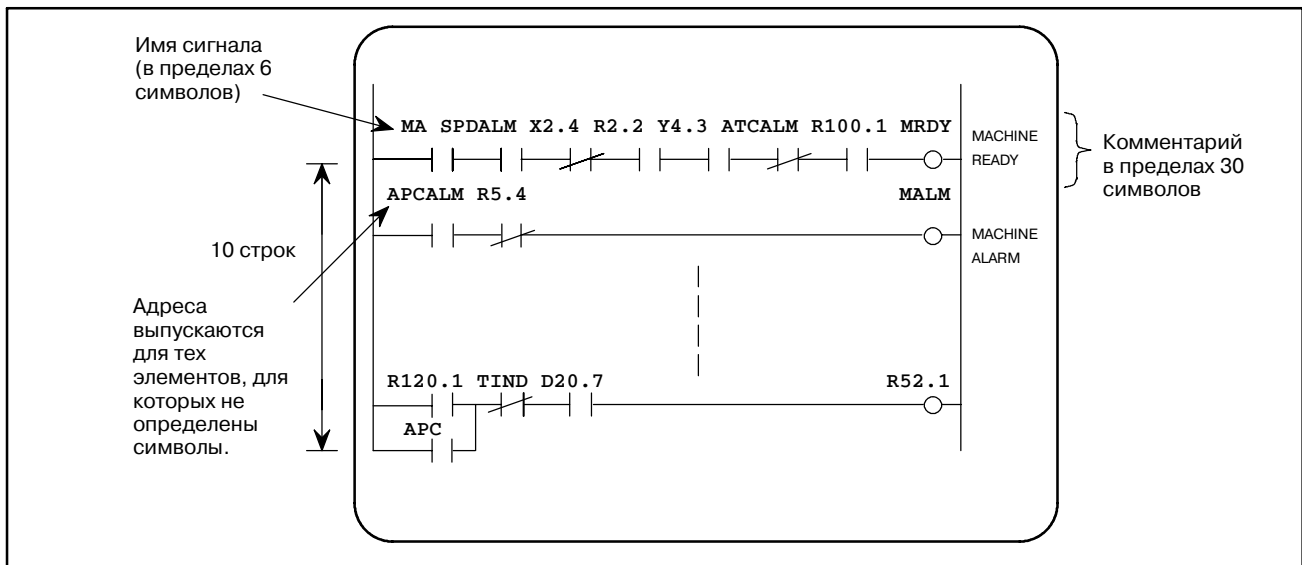 Имя сигнала
(в пределах 6
символов)
MA SPDALM X2.4 R2.2 Y4.3 ATCALM R100.1 MRDY
MACHINE
READY
Комментарий
в пределах 30
символов
APCALM R5.4 MALM
MACHINE
ALARM
10 строк
Адреса
выпускаются
для тех
элементов, для
которых не
определены
символы.
R120.1 TIND D20.7 R52.1
APC